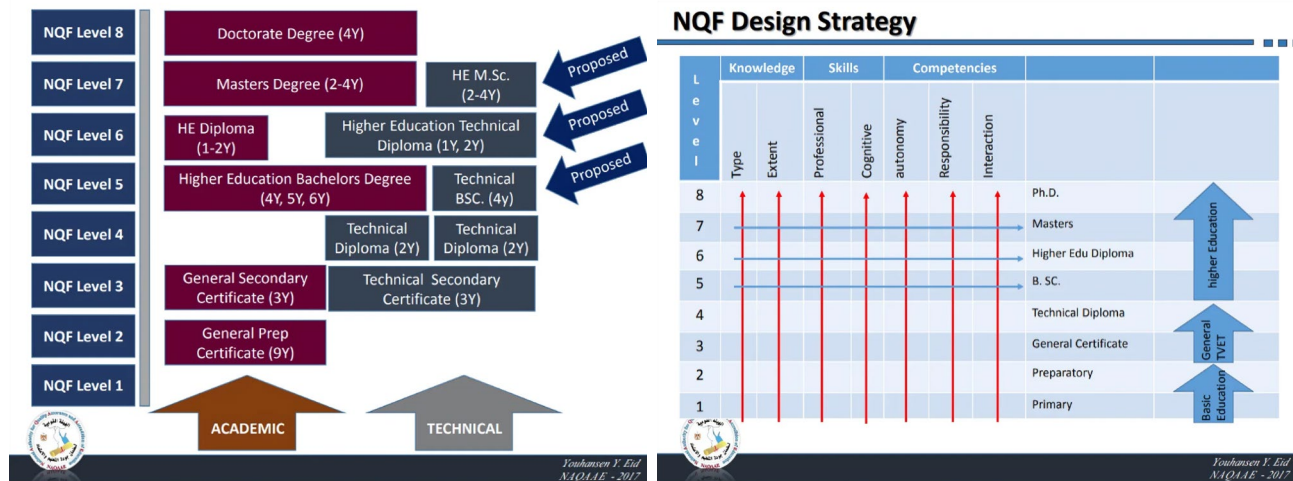 NQF Level 8
Doctorate Degree (4Y)
NQF Level 7
Masters Degree (2-4Y)
HE M.Sc.
(2-4Y)
Proposed
NQF Level 6
HE Diploma
(1-2Y)
Higher Education Technical
Diploma (1Y, 2Y)
Proposed
NQF Level 5
Higher Education Bachelors Degree
(4Y, 5Y, 6Y)
Technical
BSC. (4y)
Proposed
NQF Level 4
Technical
Diploma (2Y)
Technical
Diploma (2Y)
NQF Level 3
General Secondary
Certificate (3Y)
Technical Secondary
Certificate (3Y)
NQF Level 2
General Prep
Certificate (9Y)
NQF Level 1
ACADEMIC
TECHNICAL
NAQAAE
Youhansen Y. Eid
NAQAAE - 2017
NQF Design Strategy
Level
Knowledge
Skills
Competencies
Type
Extent
Professional
Cognitive
autonomy
Responsibility
Interaction
8
Ph.D.
7
Masters
6
Higher Edu Diploma
5
B. SC.
higher Education
4
Technical Diploma
3
General Certificate
General
TVET
2
Preparatory
1
Primary
Basic
Education
NAQAAE
Youhansen Y. Eid
NAQAAE - 2017